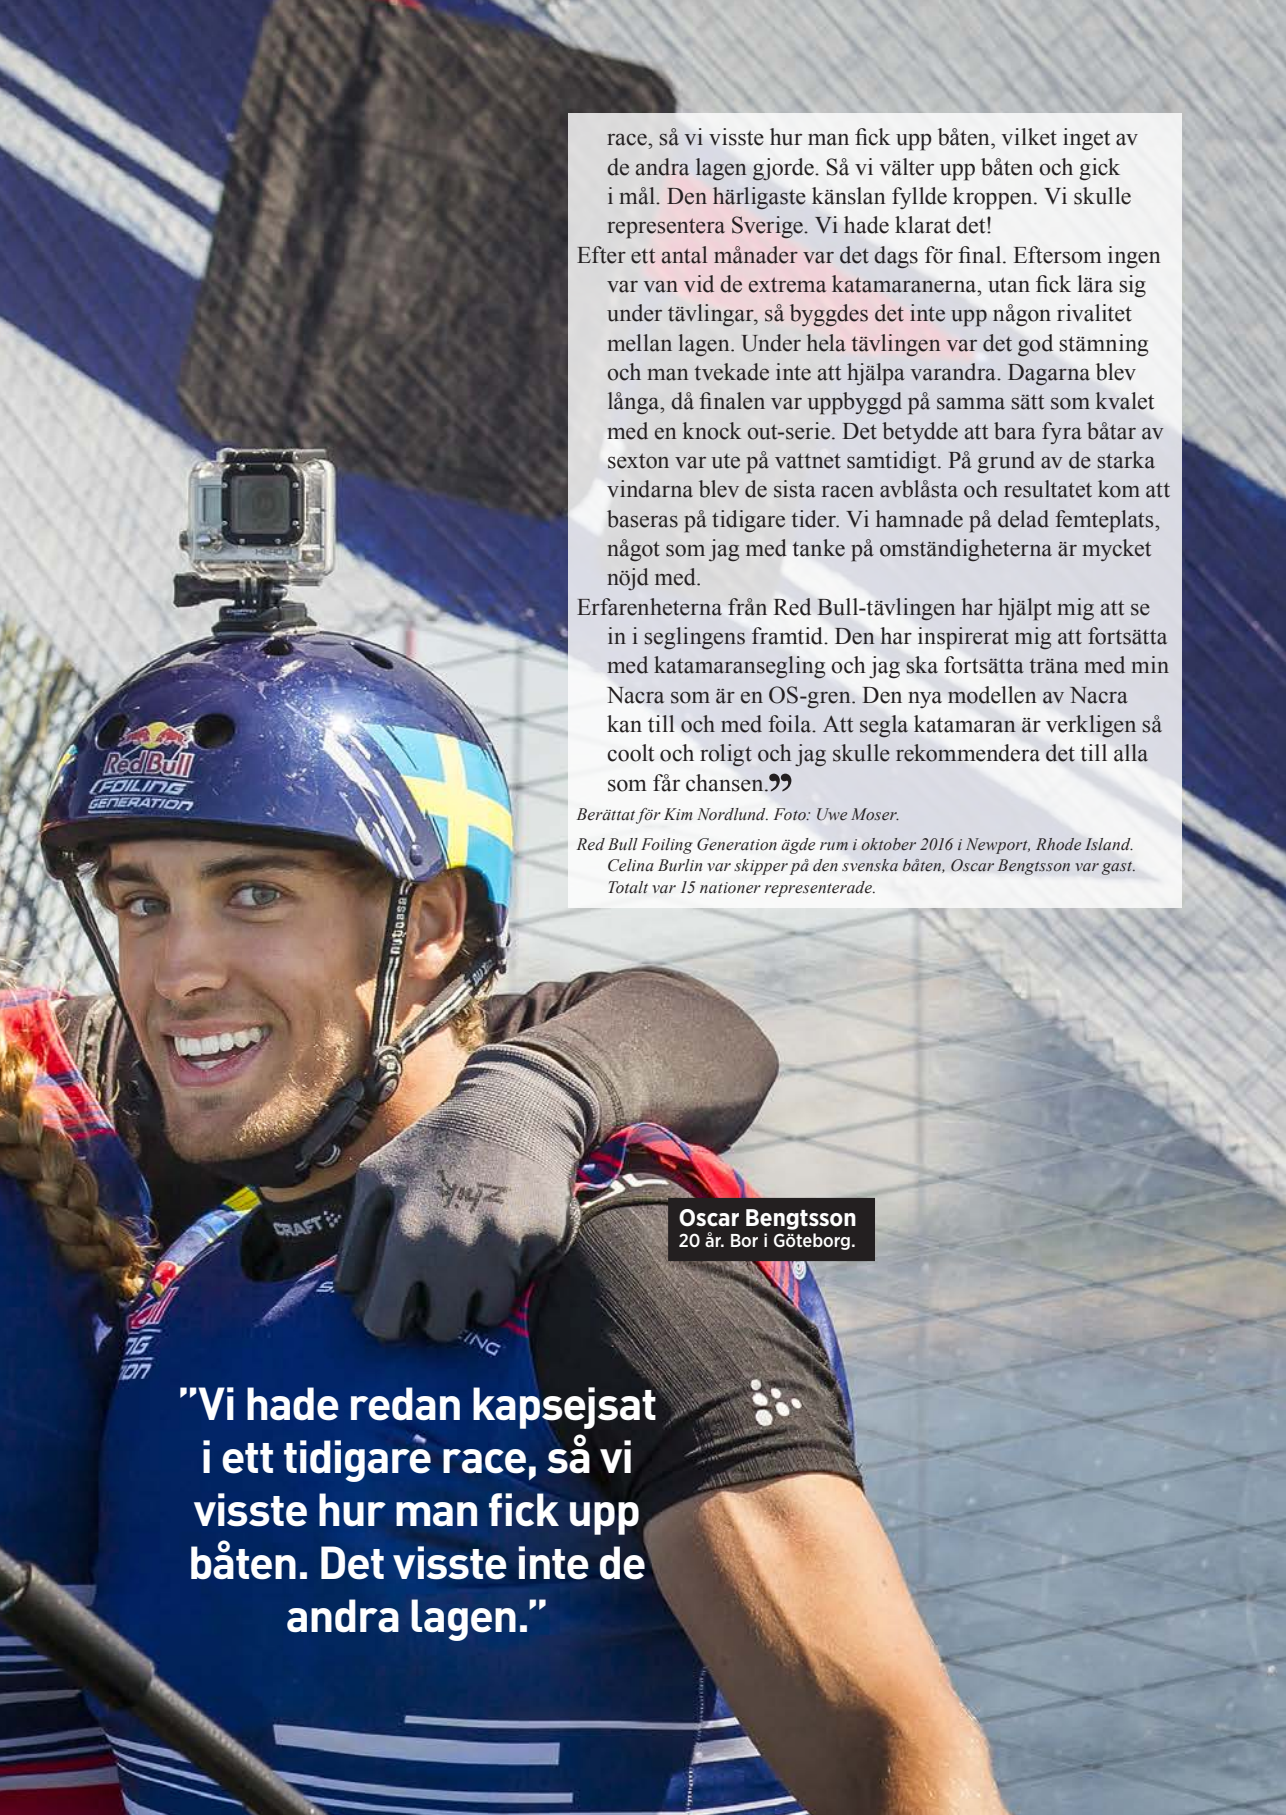 race, så vi visste hur man fick upp båten, vilket inget av
de andra lagen gjorde. Så vi välter upp båten och gick
i mål. Den härligaste känslan fyllde kroppen. Vi skulle
representera Sverige. Vi hade klarat det!
Efter ett antal månader var det dags för final. Eftersom ingen
var van vid de extrema katamaranerna, utan fick lära sig
under tävlingar, så byggdes det inte upp någon rivalitet
mellan lagen. Under hela tävlingen var det god stämning
och man tvekade inte att hjälpa varandra. Dagarna blev
långa, då finalen var uppbyggd på samma sätt som kvalet
med en knock out-serie. Det betydde att bara fyra båtar av
sexton var ute på vattnet samtidigt. På grund av de starka
vindarna blev de sista racen avblåsta och resultatet kom att
baseras på tidigare tider. Vi hamnade på delad femteplats,
något som jag med tanke på omständigheterna är mycket
nöjd med.
Erfarenheterna från Red Bull-tävlingen har hjälpt mig att se
in i seglingens framtid. Den har inspirerat mig att fortsätta
med katamaransegling och jag ska fortsätta träna med min
Nacra som är en OS-gren. Den nya modellen av Nacra
kan till och med foila. Att segla katamaran är verkligen så
coolt och roligt och jag skulle rekommendera det till alla
som får chansen.”
Berättat för Kim Nordlund. Foto: Uwe Moser.
Red Bull Foiling Generation ägde rum i oktober 2016 i Newport, Rhode Island.
Celina Burlin var skipper på den svenska båten, Oscar Bengtsson var gast.
Totalt var 15 nationer representerade.
HERO3
Red Bull
FOILING
GENERATION
zhik
CRAFT
Oscar Bengtsson
20 år. Bor i Göteborg.
”Vi hade redan kapsejsat
i ett tidigare race, så vi
visste hur man fick upp
båten. Det visste inte de
andra lagen.”